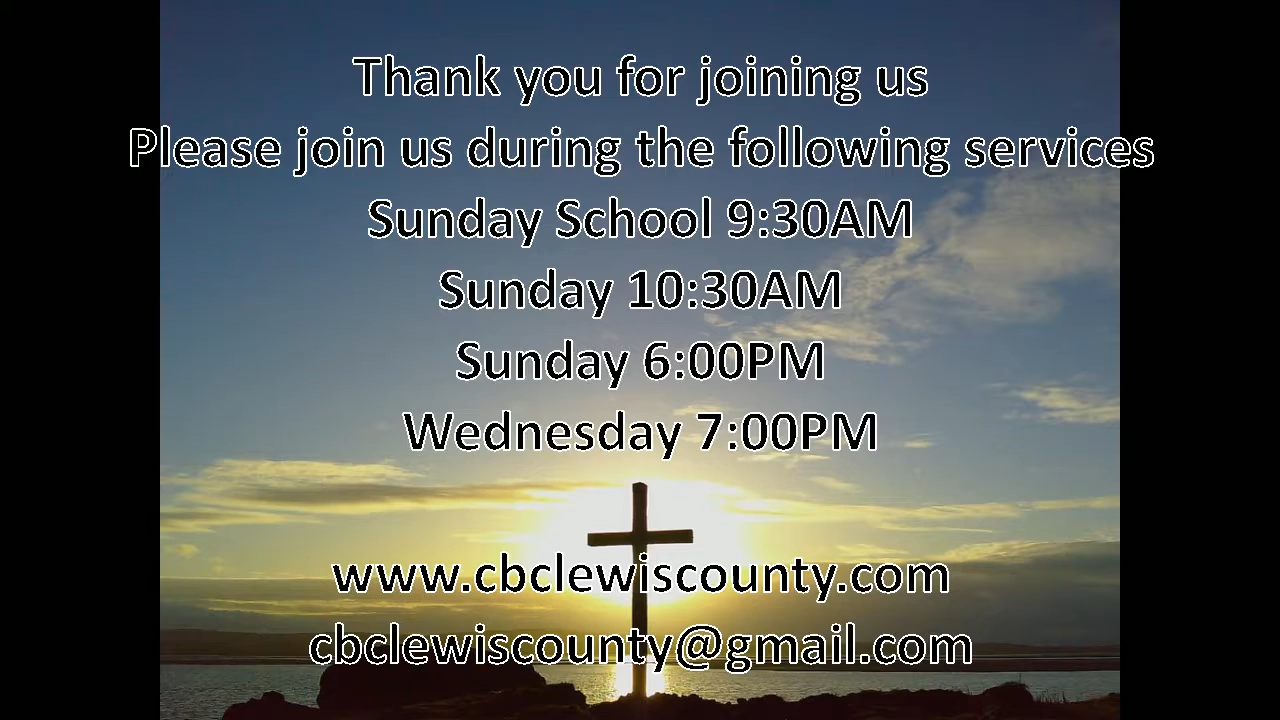 Thank you for joining us
Please join us during the following services
Sunday School 9:30AM
Sunday 10:30AM
Sunday 6:00PM
Wednesday 7:00PM
www.cbclewiscounty.com
cbclewiscounty@gmail.com